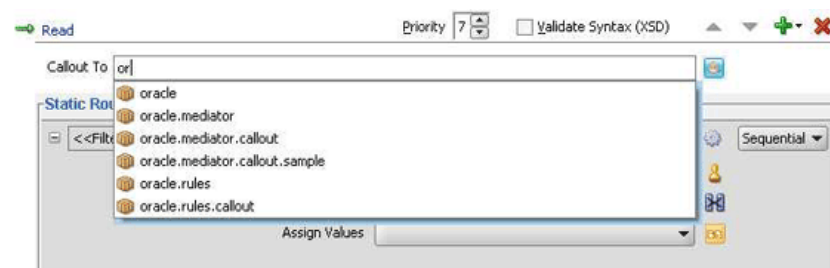 Read Priority 7 Validate Syntax (XSD)
Callout To or
oracle
Static Rou
oracle.mediator
<<Filte oracle.mediator.callout Sequential
oracle.mediator.callout.sample
oracle.rules
oracle.rules.callout
Assign Values